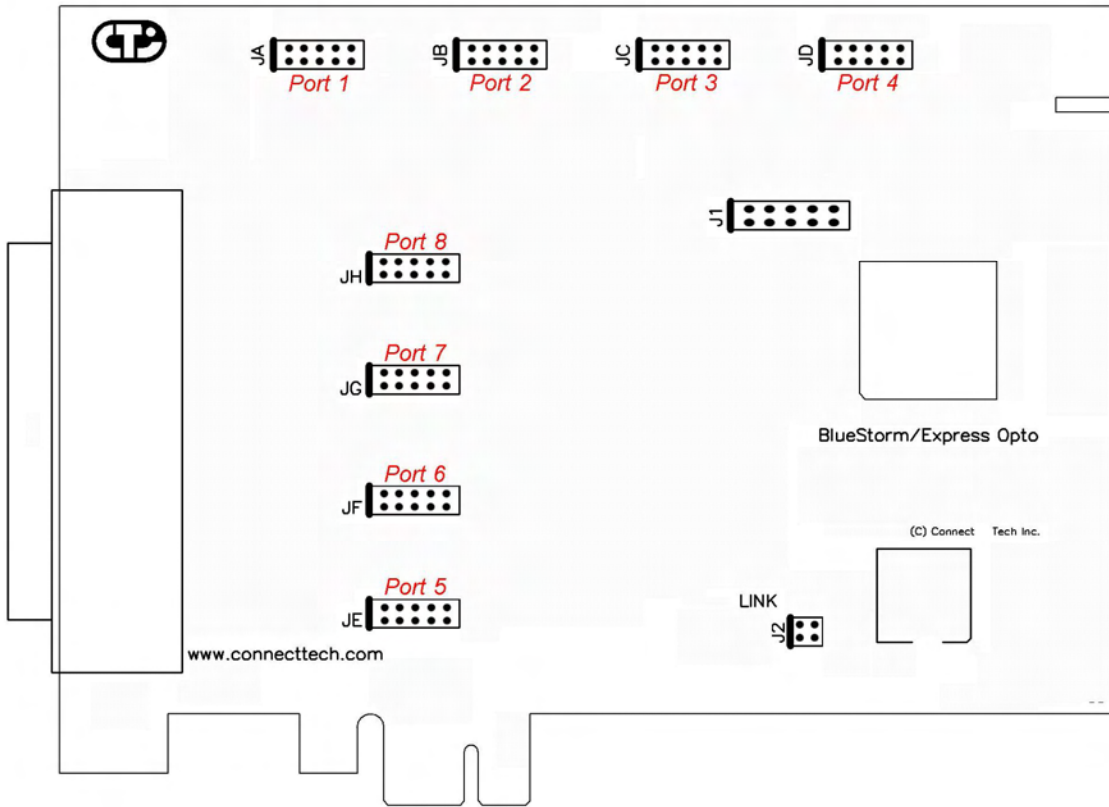 CTi
JA
Port 1
JB
Port 2
JC
Port 3
JD
Port 4
J1
Port 8
JH
Port 7
JG
BlueStorm/Express Opto
Port 6
JF
(C) Connect Tech Inc.
Port 5
JE
LINK
J2
www.connecttech.com